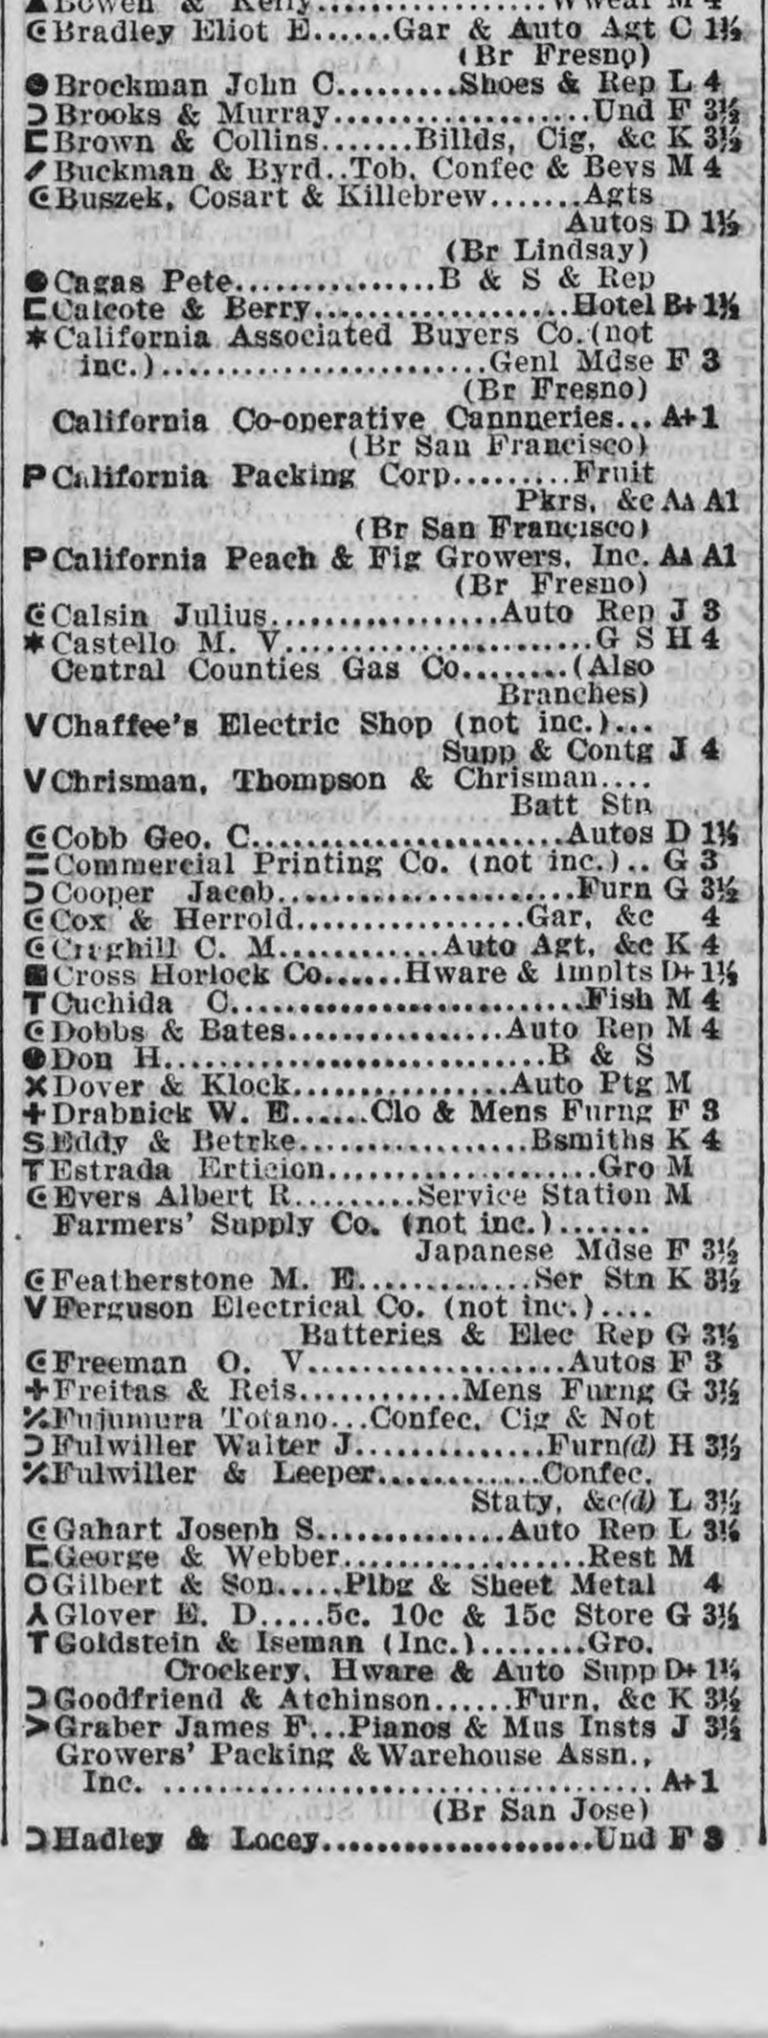 Bowen & Kelly..................W wear M 4
Bradley Eliot E......Gar & Auto Agt C 1½
(Br Fresno)
Brockman John C.........Shoes & Rep L 4
Brooks & Murray...................Und F 3½
Brown & Collins.......Billds, Cig, &c K 3½
Buckman & Byrd..Tob, Confec & Bevs M 4
Buszek, Cosart & Killebrew.......Agts
Autos D 1½
(Br Lindsay)
Cagas Pete................B & S & Rep
Calcote & Berry...................Hotel B+ 1½
California Associated Buyers Co.(not
inc.)........................Genl Mdse F 3
(Br Fresno)
California Co-operative Cannneries... A+1
(Br San Francisco)
P California Packing Corp.........Fruit
Pkrs, &c Aa A1
(Br San Francisco)
P California Peach & Fig Growers, Inc. Aa A1
(Br Fresno)
Calsin Julius..................Auto Rep J 3
* Castello M. V........................G S H 4
Central Counties Gas Co.........(Also
Branches)
V Chaffee's Electric Shop (not inc.)...
Supp & Contg J 4
V Chrisman, Thompson & Chrisman....
Batt Stn
Cobb Geo. C........................Autos D 1½
Commercial Printing Co. (not inc.).. G 3
Cooper Jacob.......................Furn G 3½
Cox & Herrold..................Gar, &c 4
C. M.............Auto Agt, &c K 4
Cross Horlock Co.......Hware & Implts D+ 1½
T Cuchida C...........................Fish M 4
Dobbs & Bates.................Auto Rep M 4
Don H...............................B & S
X Dover & Klock.................Auto Ptg M
+ Drabnick W. E.......Clo & Mens Furng F 3
S Eddy & Betrke..................Bsmiths K 4
T Estrada Erticion......................Gro M
Evers Albert R.........Service Station M
Farmers' Supply Co. (not inc.).......
Japanese Mdse F 3½
Featherstone M. E.............Ser Stn K 3½
V Ferguson Electrical Co. (not inc.)....
Batteries & Elec Rep G 3½
Freeman O. V.....................Autos F 3
+ Freitas & Reis............Mens Furng G 3½
Fujumura Totano...Confec, Cig & Not
Fulwiller Walter J...............Furn(d) H 3½
Fulwiller & Leeper.............Confec,
Staty, &c(d) L 3½
Gahart Joseph S...............Auto Rep L 3½
George & Webber...................Rest M
Gilbert & Son.....Plbg & Sheet Metal 4
Glover E. D.....5c, 10c & 15c Store G 3½
T Goldstein & Iseman (Inc.)........Gro,
Crockery, Hware & Auto Supp D+ 1½
Goodfriend & Atchinson......Furn, &c K 3½
Graber James F...Pianos & Mus Insts J 3½
Growers' Packing & Warehouse Assn.,
Inc. .................................... A+1
(Br San Jose)
Hadley & Locey......................Und F 3